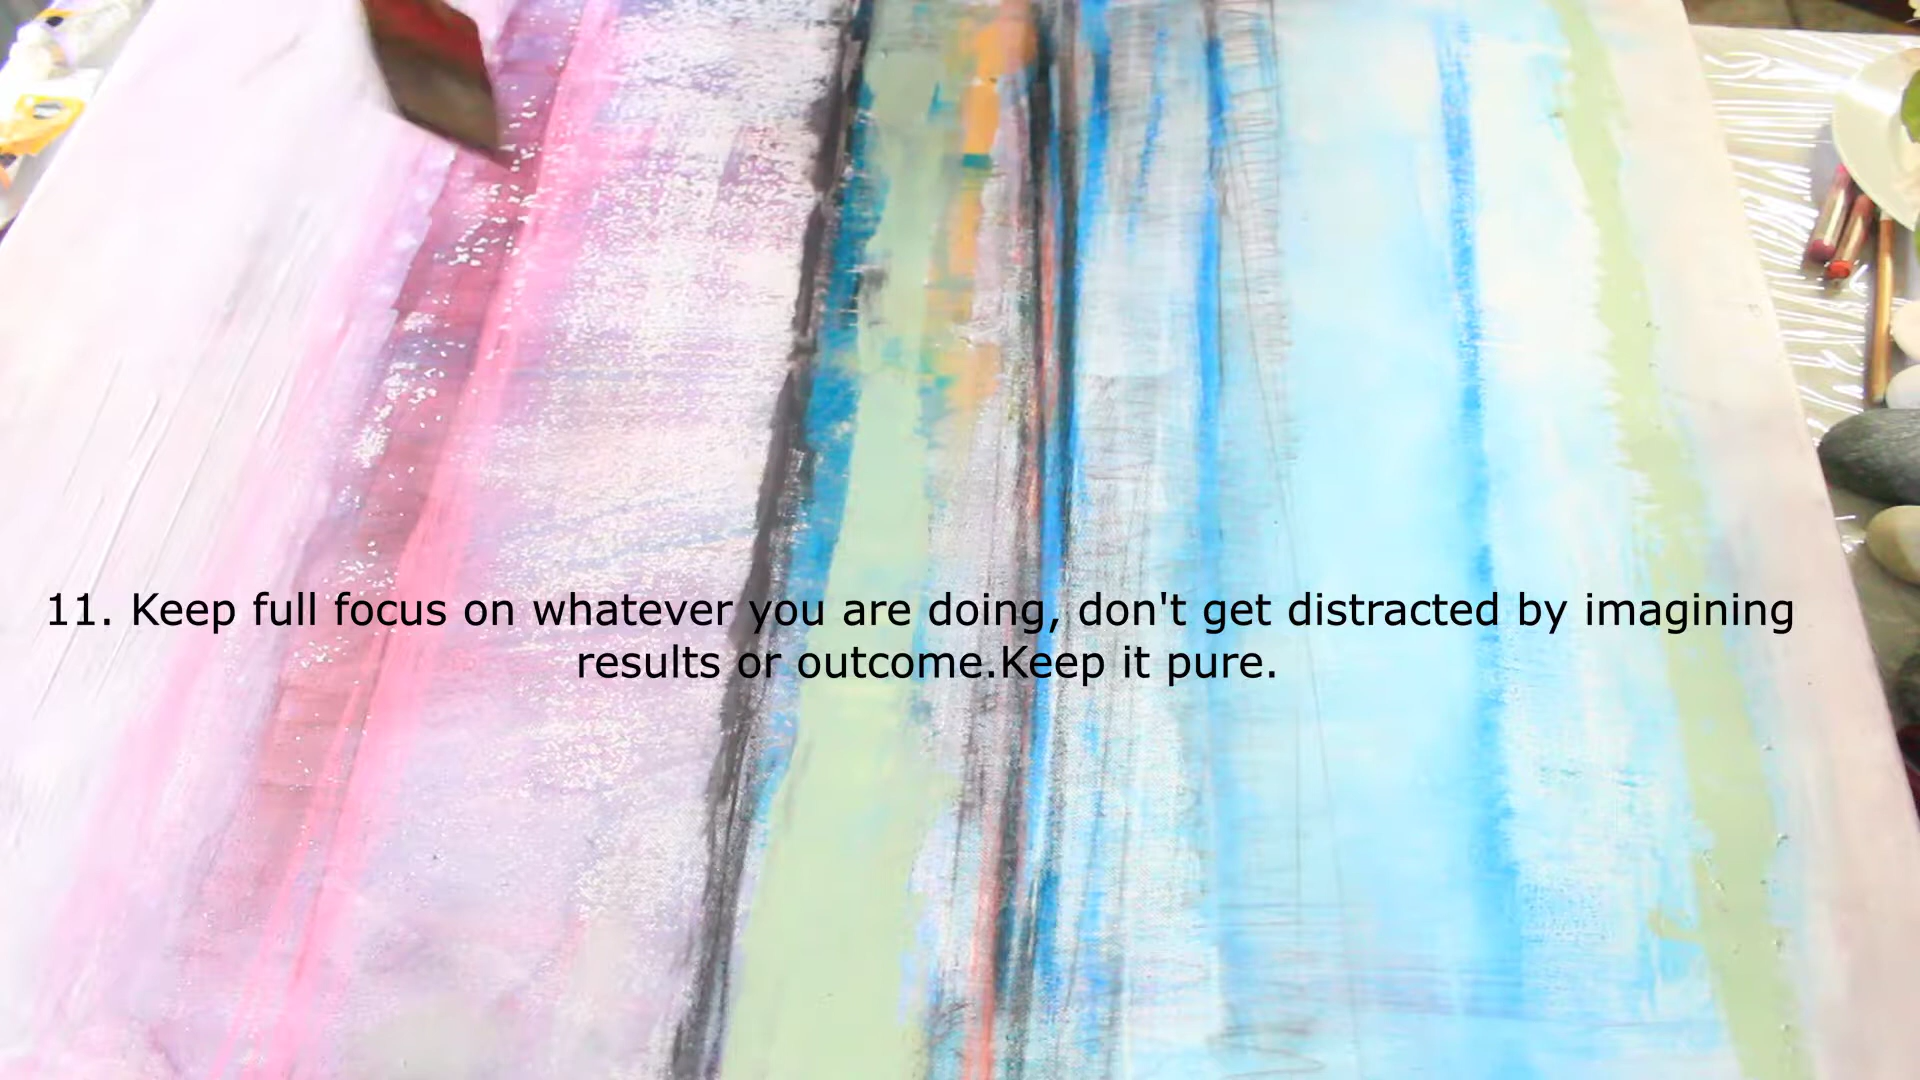 11. Keep full focus on whatever you are doing, don't get distracted by imagining
results or outcome.Keep it pure.